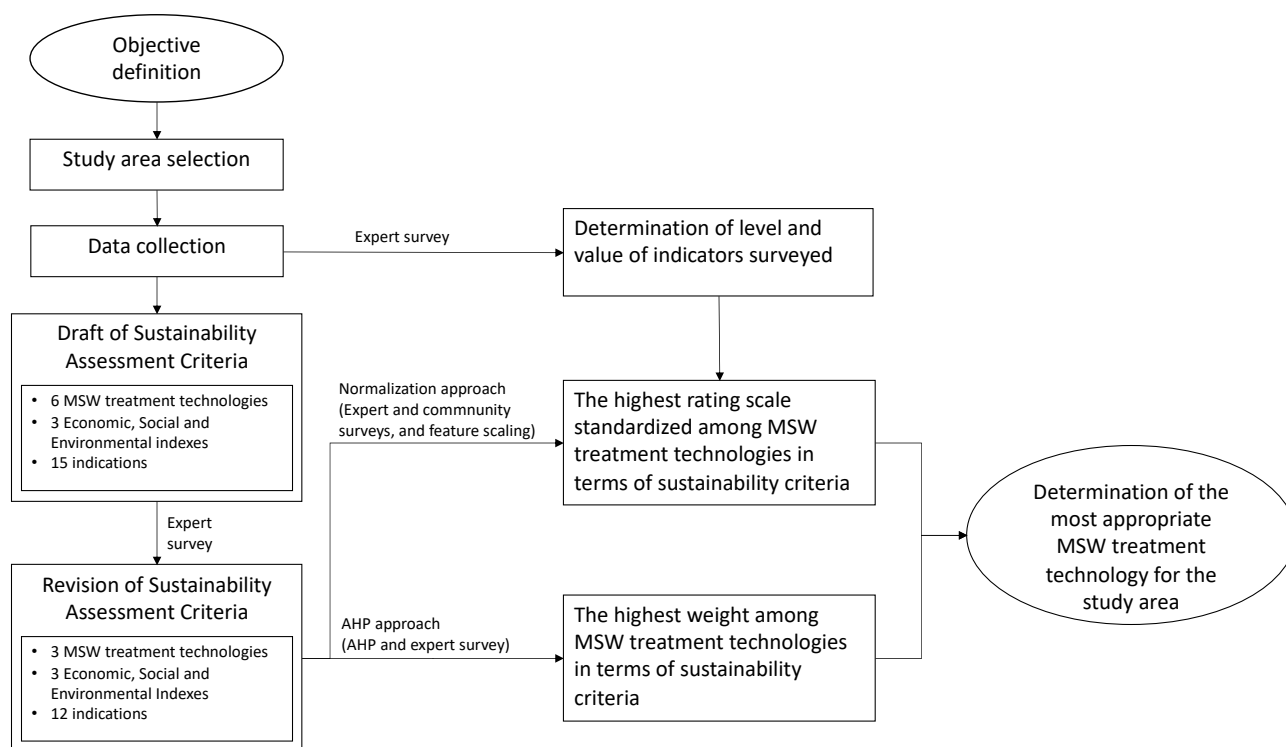 Objective
definition
Study area selection
Data collection
Expert survey
Determination of level and
value of indicators surveyed
Draft of Sustainability
Assessment Criteria
• 6 MSW treatment technologies
• 3 Economic, Social and
Environmental indexes
• 15 indications
Expert
survey
Revision of Sustainability
Assessment Criteria
• 3 MSW treatment technologies
• 3 Economic, Social and
Environmental Indexes
• 12 indications
Normalization approach
(Expert and commnunity
surveys, and feature scaling)
The highest rating scale
standardized among MSW
treatment technologies in
terms of sustainability criteria
AHP approach
(AHP and expert survey)
The highest weight among
MSW treatment technologies
in terms of sustainability
criteria
Determination of the
most appropriate
MSW treatment
technology for the
study area